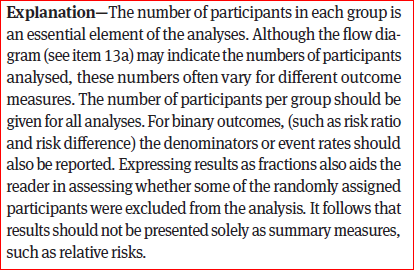 Explanation—The number of participants in each group is
an essential element of the analyses. Although the flow dia-
gram (see item 13a) may indicate the numbers of participants
analysed, these numbers often vary for different outcome
measures. The number of participants per group should be
given for all analyses. For binary outcomes, (such as risk ratio
and risk difference) the denominators or event rates should
also be reported. Expressing results as fractions also aids the
reader in assessing whether some of the randomly assigned
participants were excluded from the analysis. It follows that
results should not be presented solely as summary measures,
such as relative risks.